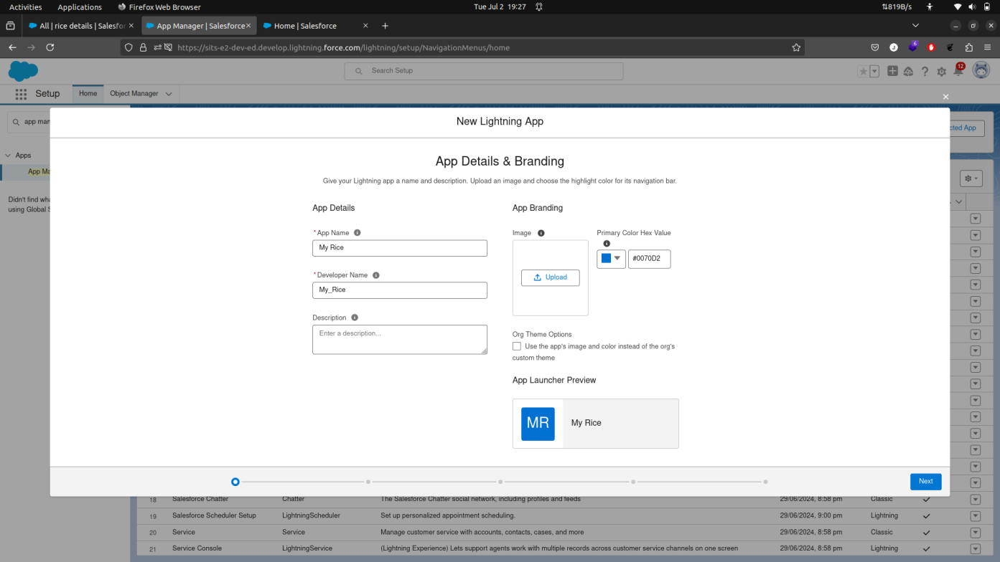 Activities Applications Firefox Web Browser Tue Jul 2 19:27 819B/s
All | rice details | Salesfor App Manager | Salesforce Home | Salesforce
https://sits-e2-dev-ed.develop.lightning.force.com/lightning/setup/NavigationMenus/home 6
Search Setup 12
Setup Home Object Manager
app man
New Lightning App
cted App
Apps
App Ma
Didn't find wha
using Global S
App Details & Branding
Give your Lightning app a name and description. Upload an image and choose the highlight color for its navigation bar.
App Details
*App Name
My Rice
*Developer Name
My_Rice
Description
Enter a description...
App Branding
Image
Upload
Primary Color Hex Value
#0070D2
Org Theme Options
Use the app's image and color instead of the org's
custom theme
App Launcher Preview
MR My Rice
Next
18 Salesforce Chatter Chatter The Salesforce Chatter social network, including profiles and feeds 29/06/2024, 8:58 pm Classic
19 Salesforce Scheduler Setup LightningScheduler Set up personalized appointment scheduling. 29/06/2024, 9:00 pm Lightning
20 Service Service Manage customer service with accounts, contacts, cases, and more 29/06/2024, 8:58 pm Classic
21 Service Console LightningService (Lightning Experience) Lets support agents work with multiple records across customer service channels on one screen 29/06/2024, 8:58 pm Lightning